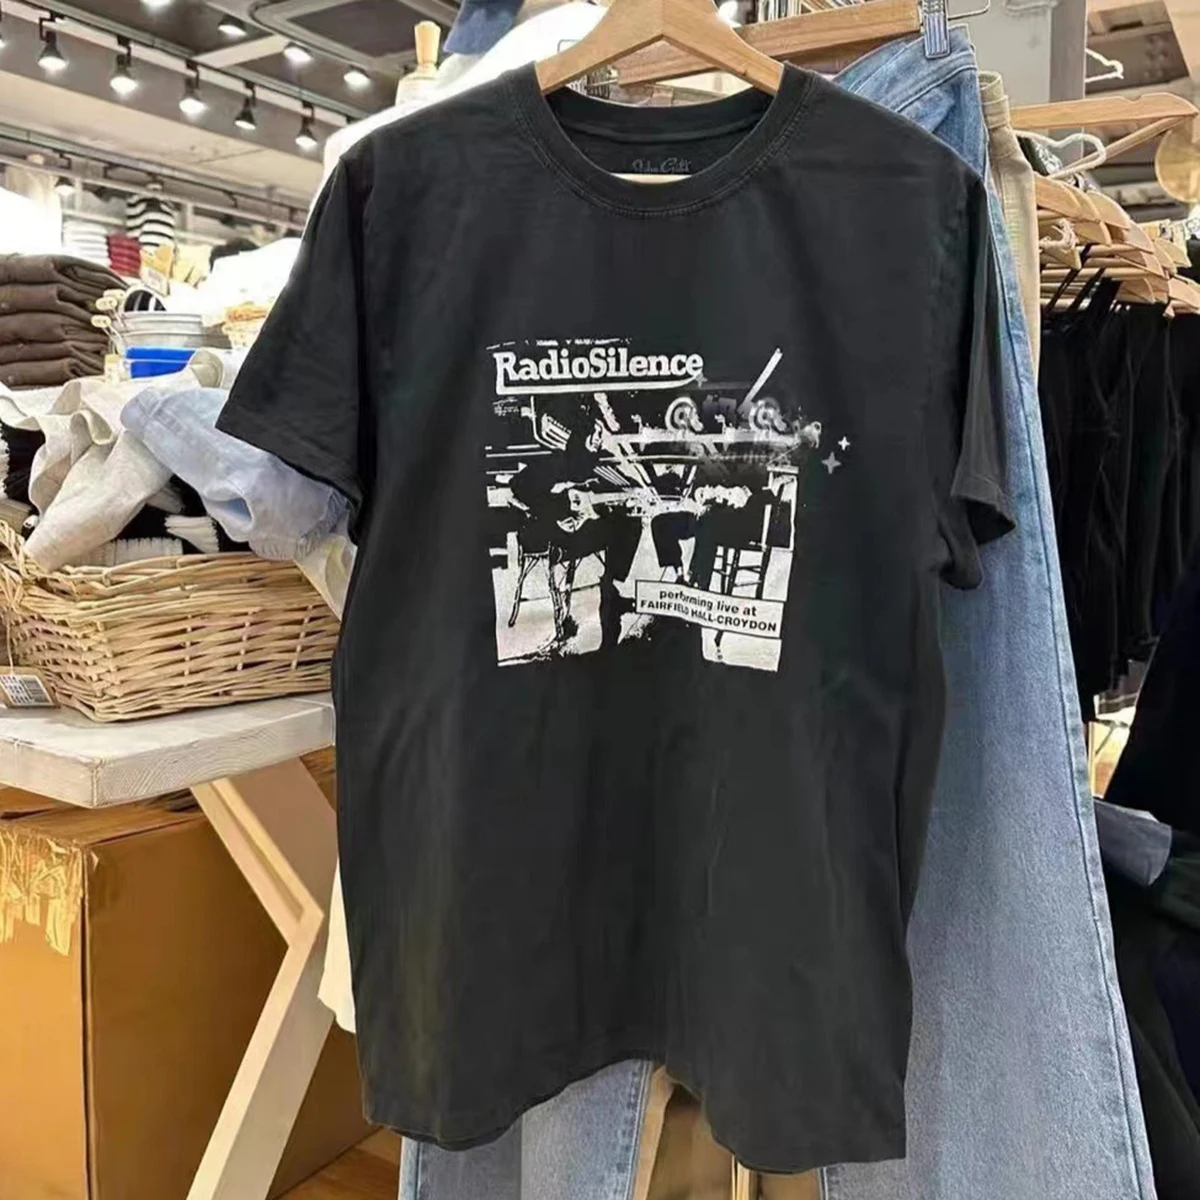 RadioSilence
performing live at
FAIRFIELD HALL-CROYDON